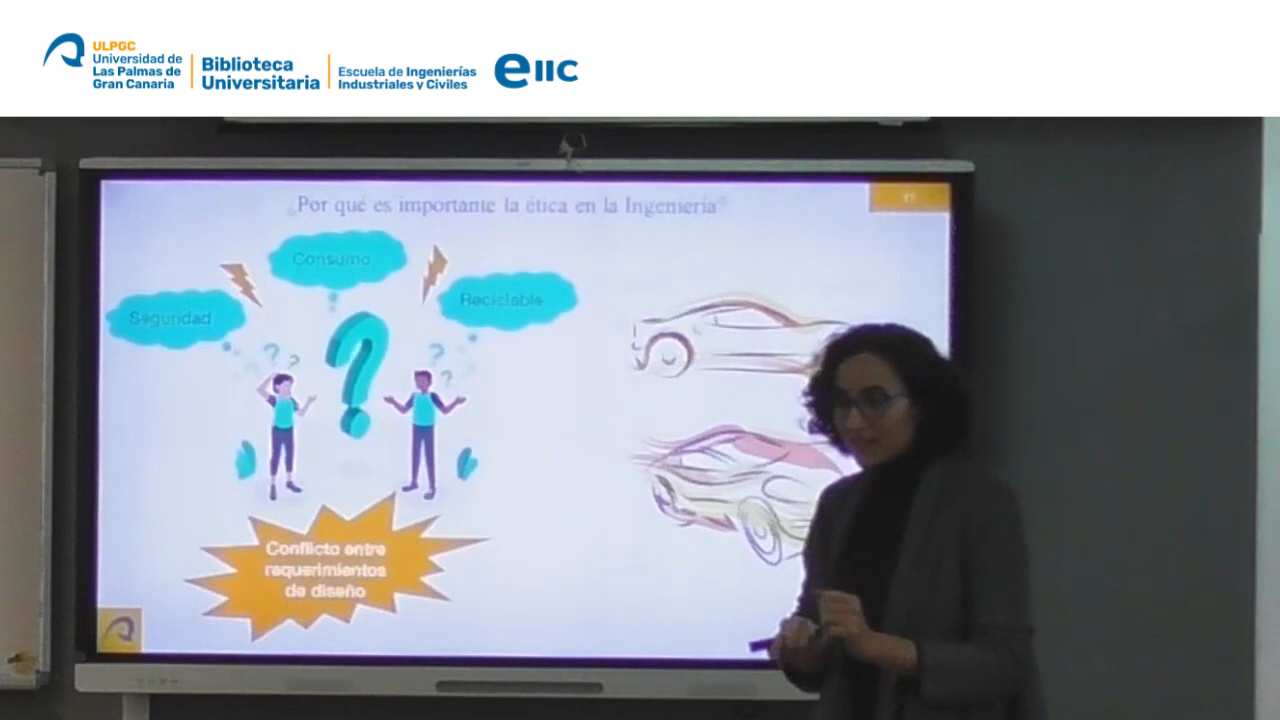 ULPGC
Universidad de
Las Palmas de
Gran Canaria
Biblioteca
Universitaria
Escuela de Ingenierías
Industriales y Civiles
eiic
¿Por qué es importante la ética en la Ingeniería?
Consumo
Reciclable
Seguridad
Conflicto entre
requerimientos
de diseño